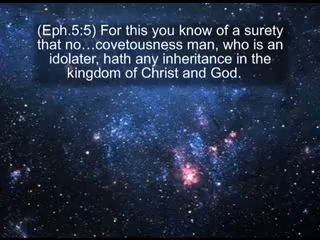 (Eph.5:5) For this you know of a surety
that no…covetousness man, who is an
idolater, hath any inheritance in the
kingdom of Christ and God.